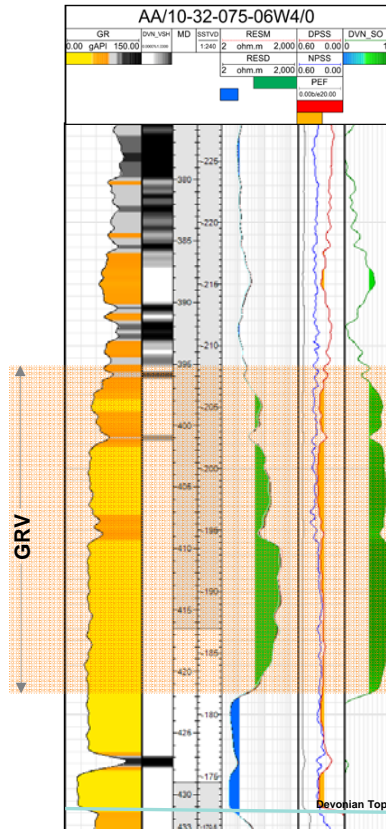 AA/10-32-075-06W4/0
GR
0.00 gAPI 150.00
DVN_VSH
MD
SSTVD
1:240
RESM
2 ohm.m 2,000
RESD
2 ohm.m 2,000
DPSS
0.60 0.00
NPSS
0.60 0.00
PEF
0.00b/e20.00
DVN_SO
0 1
-225
380
-220
385
-215
390
-210
395
-205
400
-200
405
-195
410
-190
415
-185
420
-180
425
-175
430
433
GRV
Devonian Top